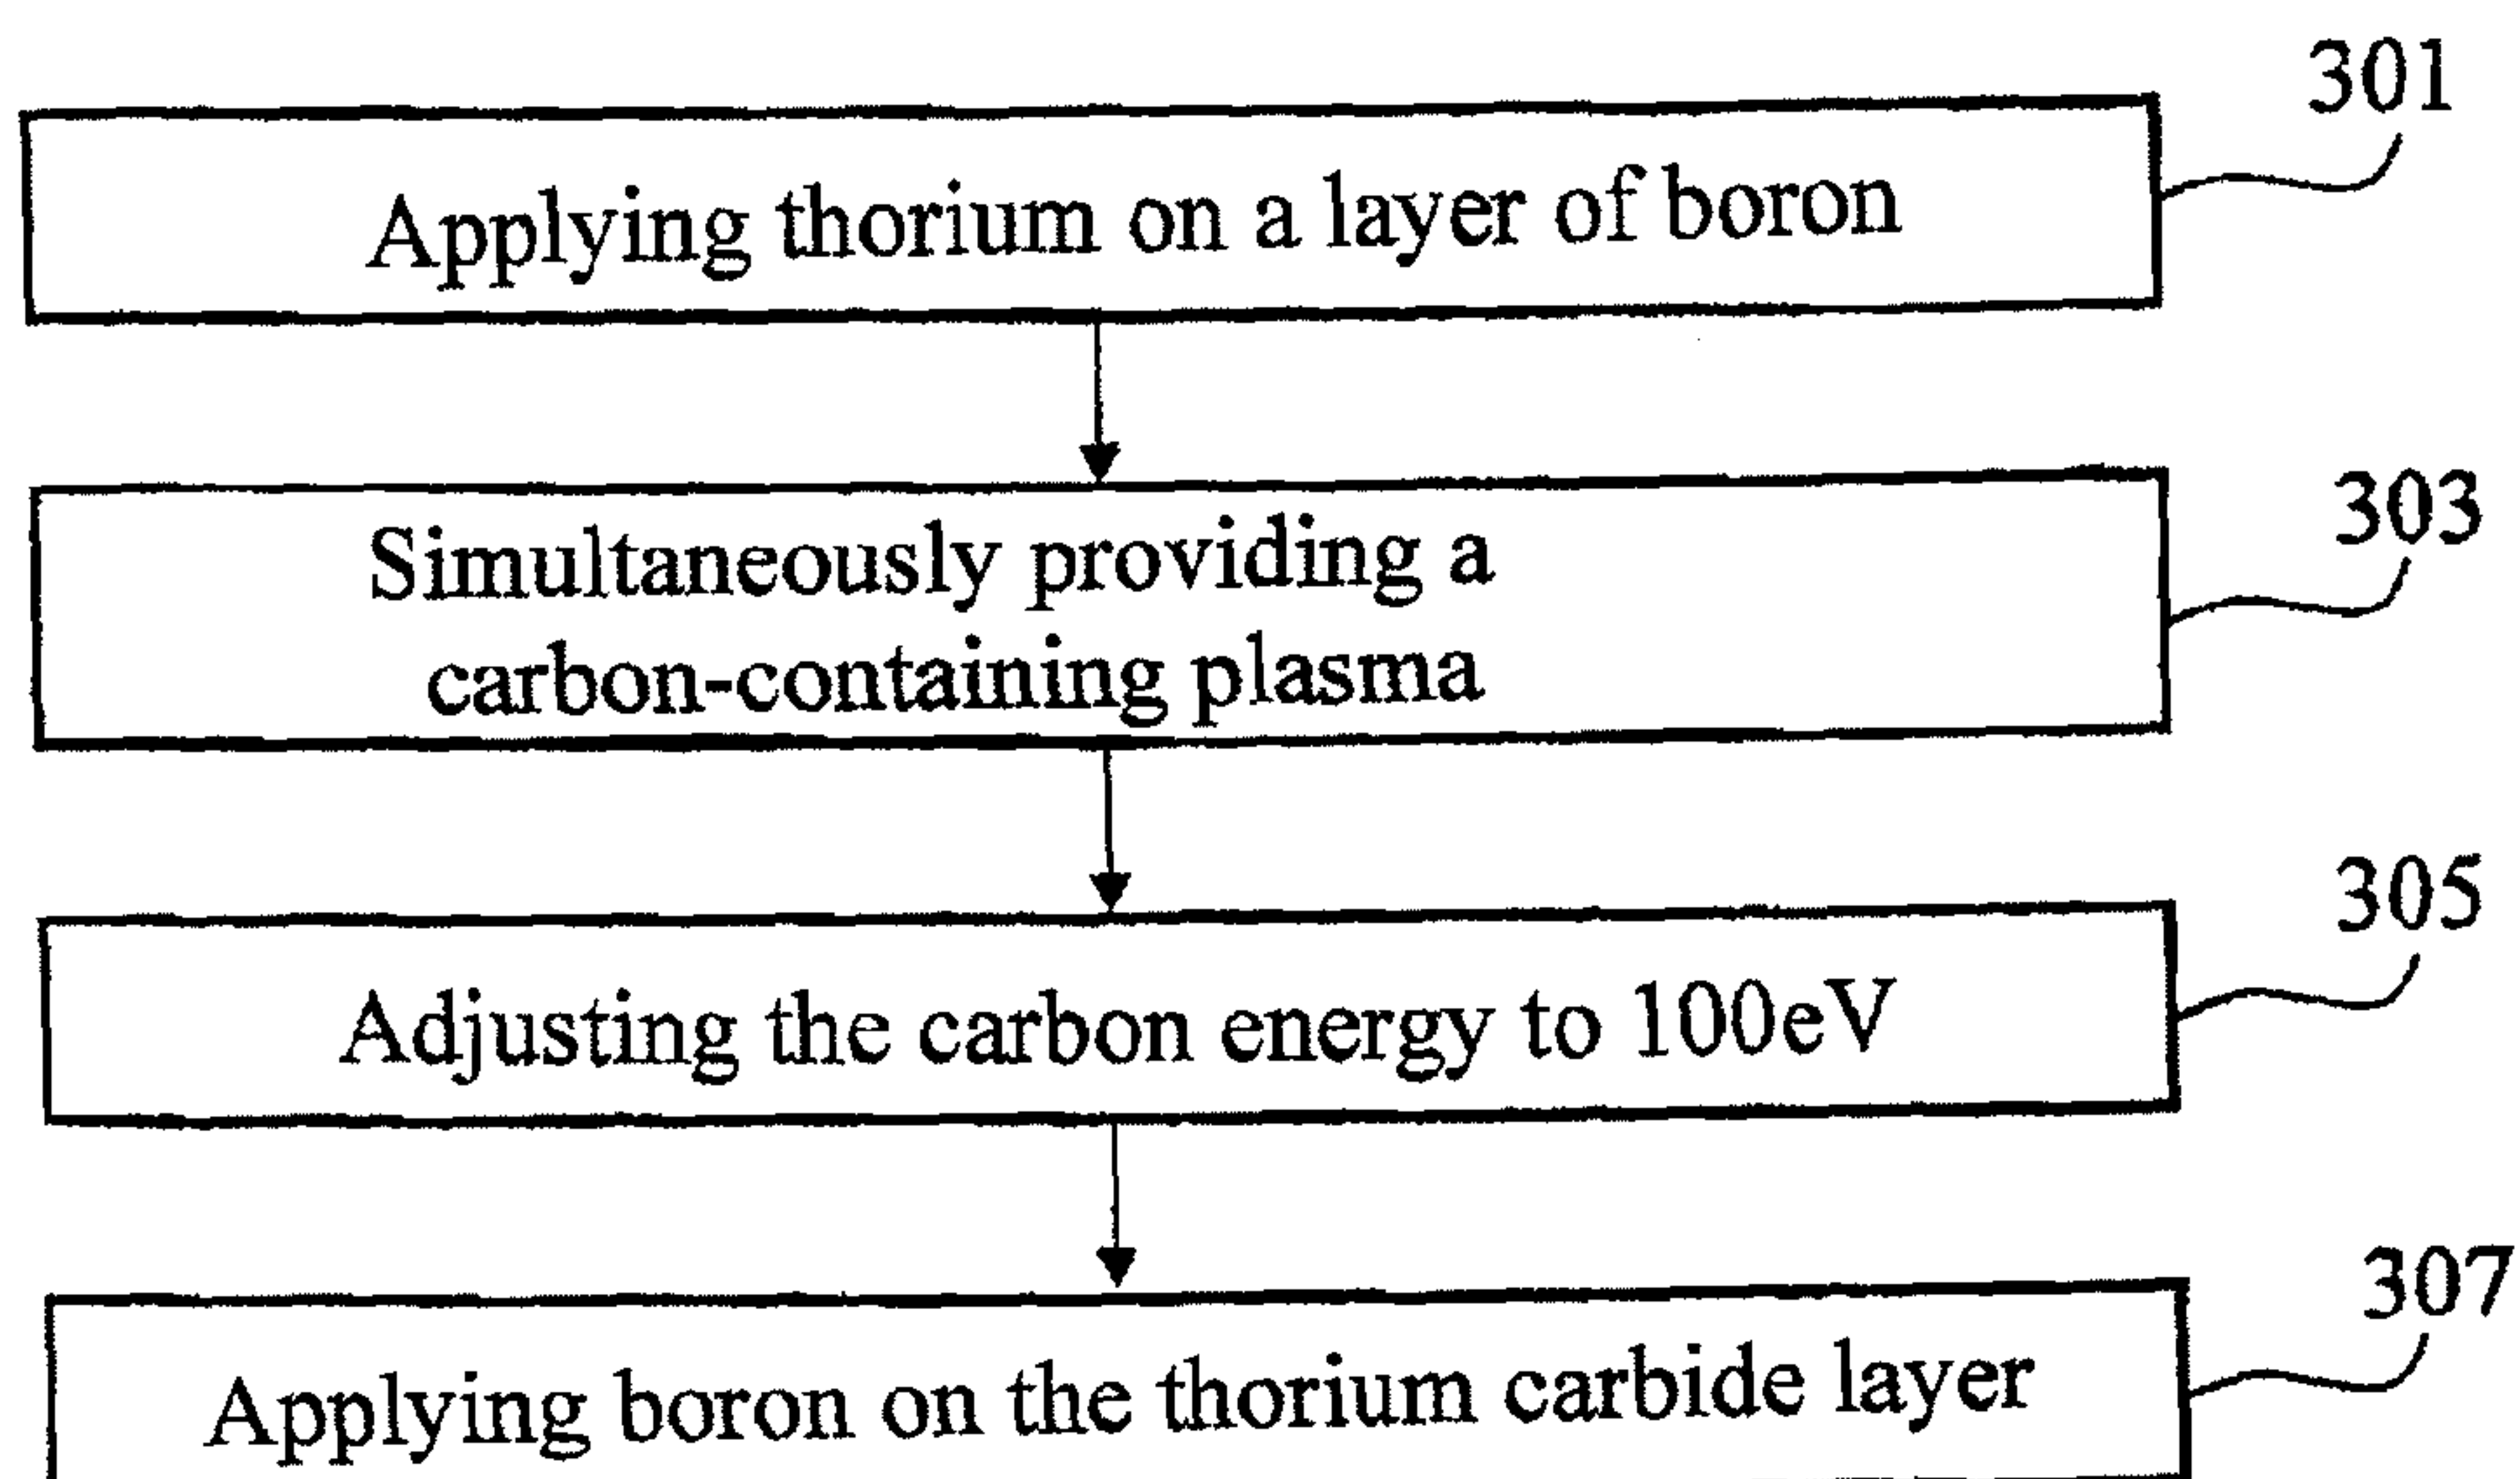 301
Applying thorium on a layer of boron
303
Simultaneously providing a
carbon-containing plasma
305
Adjusting the carbon energy to 100eV
307
Applying boron on the thorium carbide layer